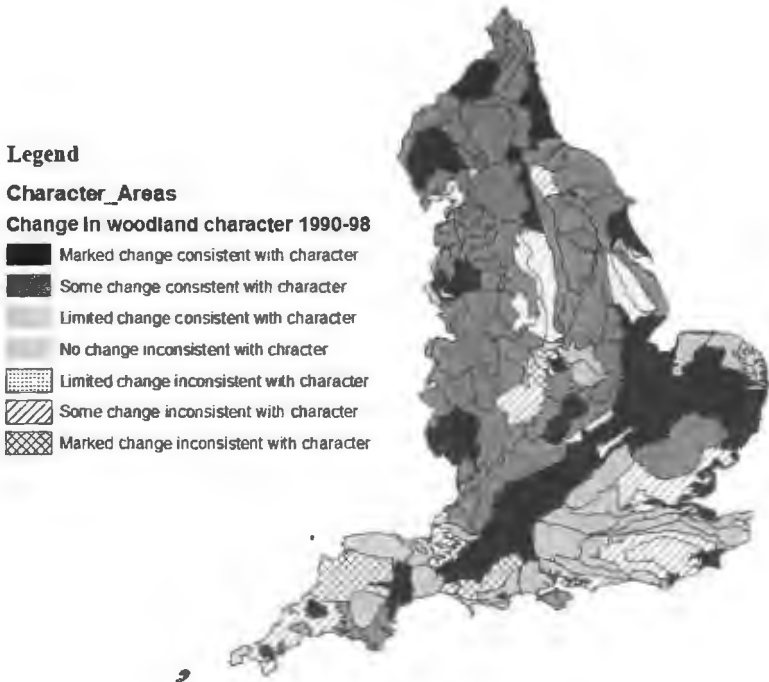 Legend
Character_Areas
Change in woodland character 1990-98
Marked change consistent with character
Some change consistent with character
Limited change consistent with character
No change inconsistent with chracter
Limited change inconsistent with character
Some change inconsistent with character
Marked change inconsistent with character